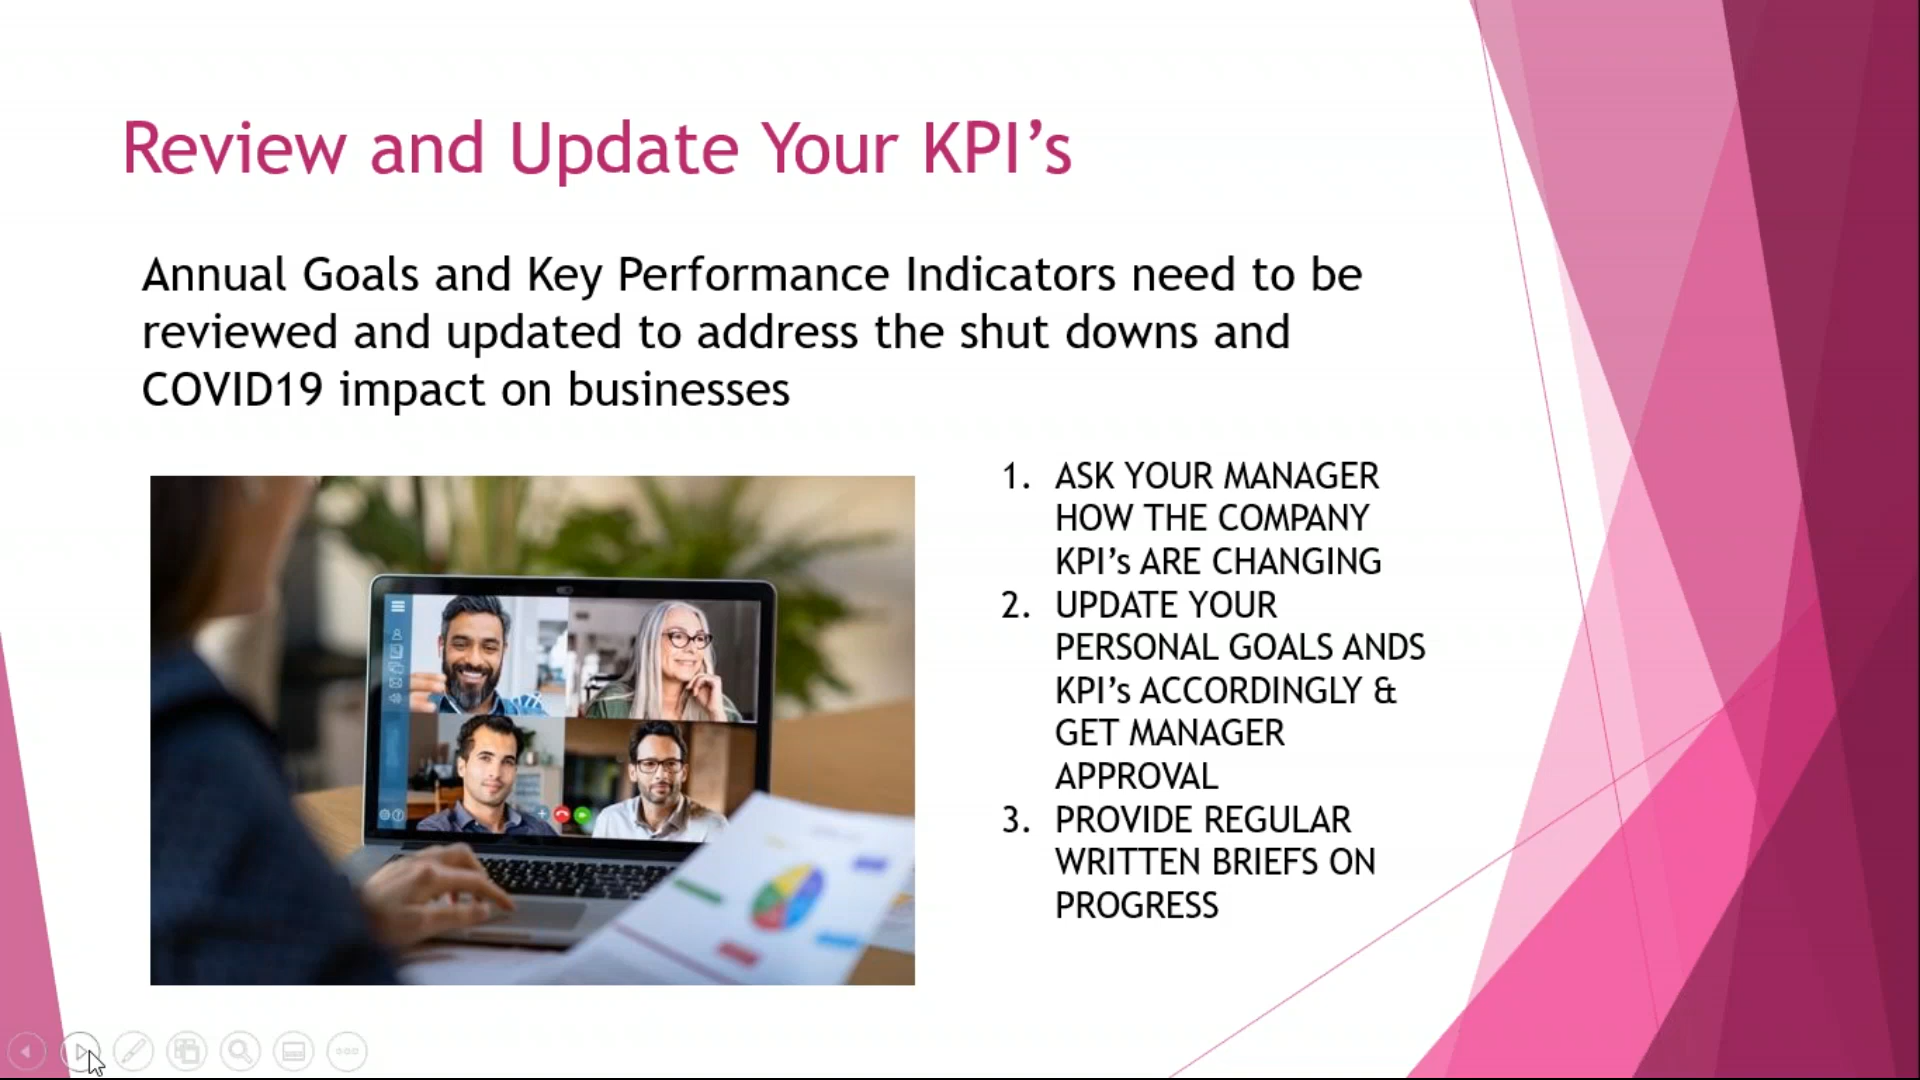 Review and Update Your KPI’s
Annual Goals and Key Performance Indicators need to be
reviewed and updated to address the shut downs and
COVID19 impact on businesses
1. ASK YOUR MANAGER
HOW THE COMPANY
KPI’s ARE CHANGING
2. UPDATE YOUR
PERSONAL GOALS ANDS
KPI’s ACCORDINGLY &
GET MANAGER
APPROVAL
3. PROVIDE REGULAR
WRITTEN BRIEFS ON
PROGRESS